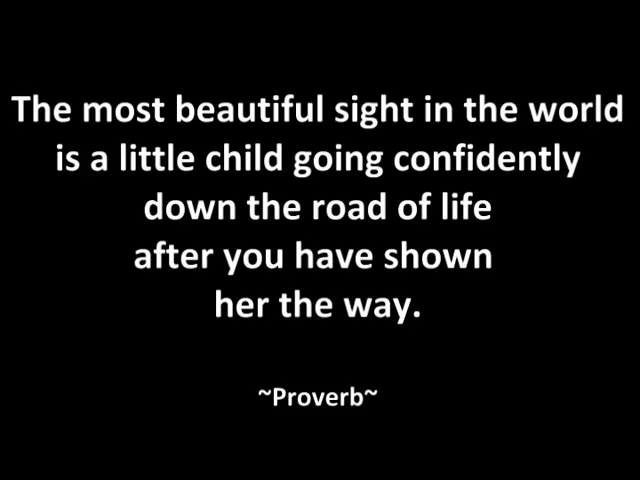 The most beautiful sight in the world
is a little child going confidently
down the road of life
after you have shown
her the way.
~Proverb~